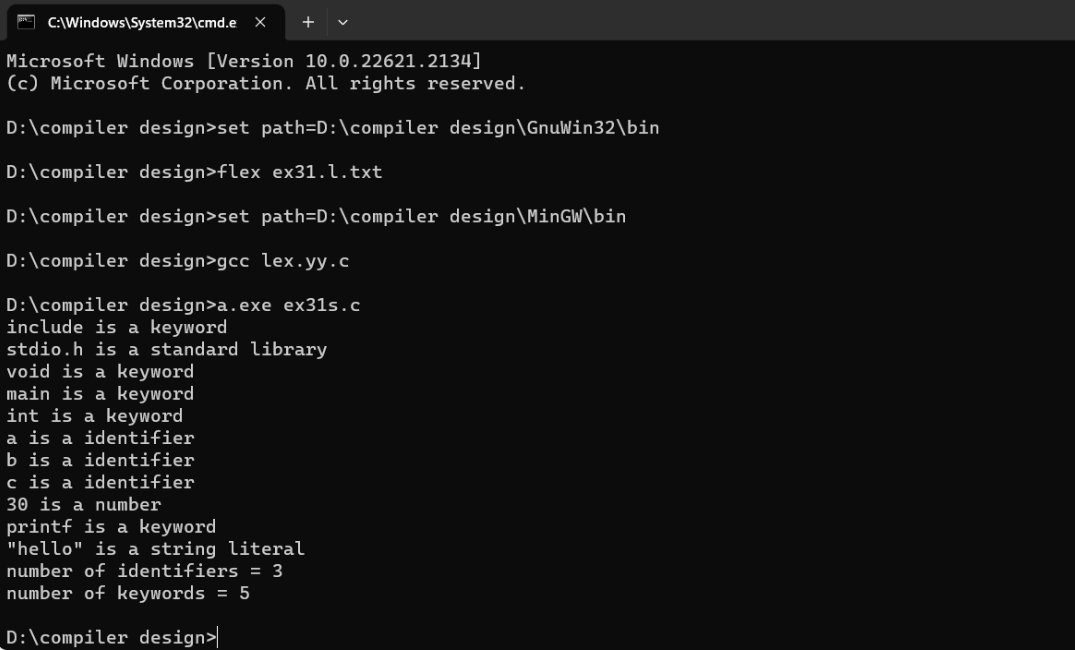 C:\Windows\System32\cmd.e
Microsoft Windows [Version 10.0.22621.2134]
(c) Microsoft Corporation. All rights reserved.
D:\compiler design>set path=D:\compiler design\GnuWin32\bin
D:\compiler design>flex ex31.l.txt
D:\compiler design>set path=D:\compiler design\MinGW\bin
D:\compiler design>gcc lex.yy.c
D:\compiler design>a.exe ex31s.c
include is a keyword
stdio.h is a standard library
void is a keyword
main is a keyword
int is a keyword
a is a identifier
b is a identifier
c is a identifier
30 is a number
printf is a keyword
"hello" is a string literal
number of identifiers = 3
number of keywords = 5
D:\compiler design>